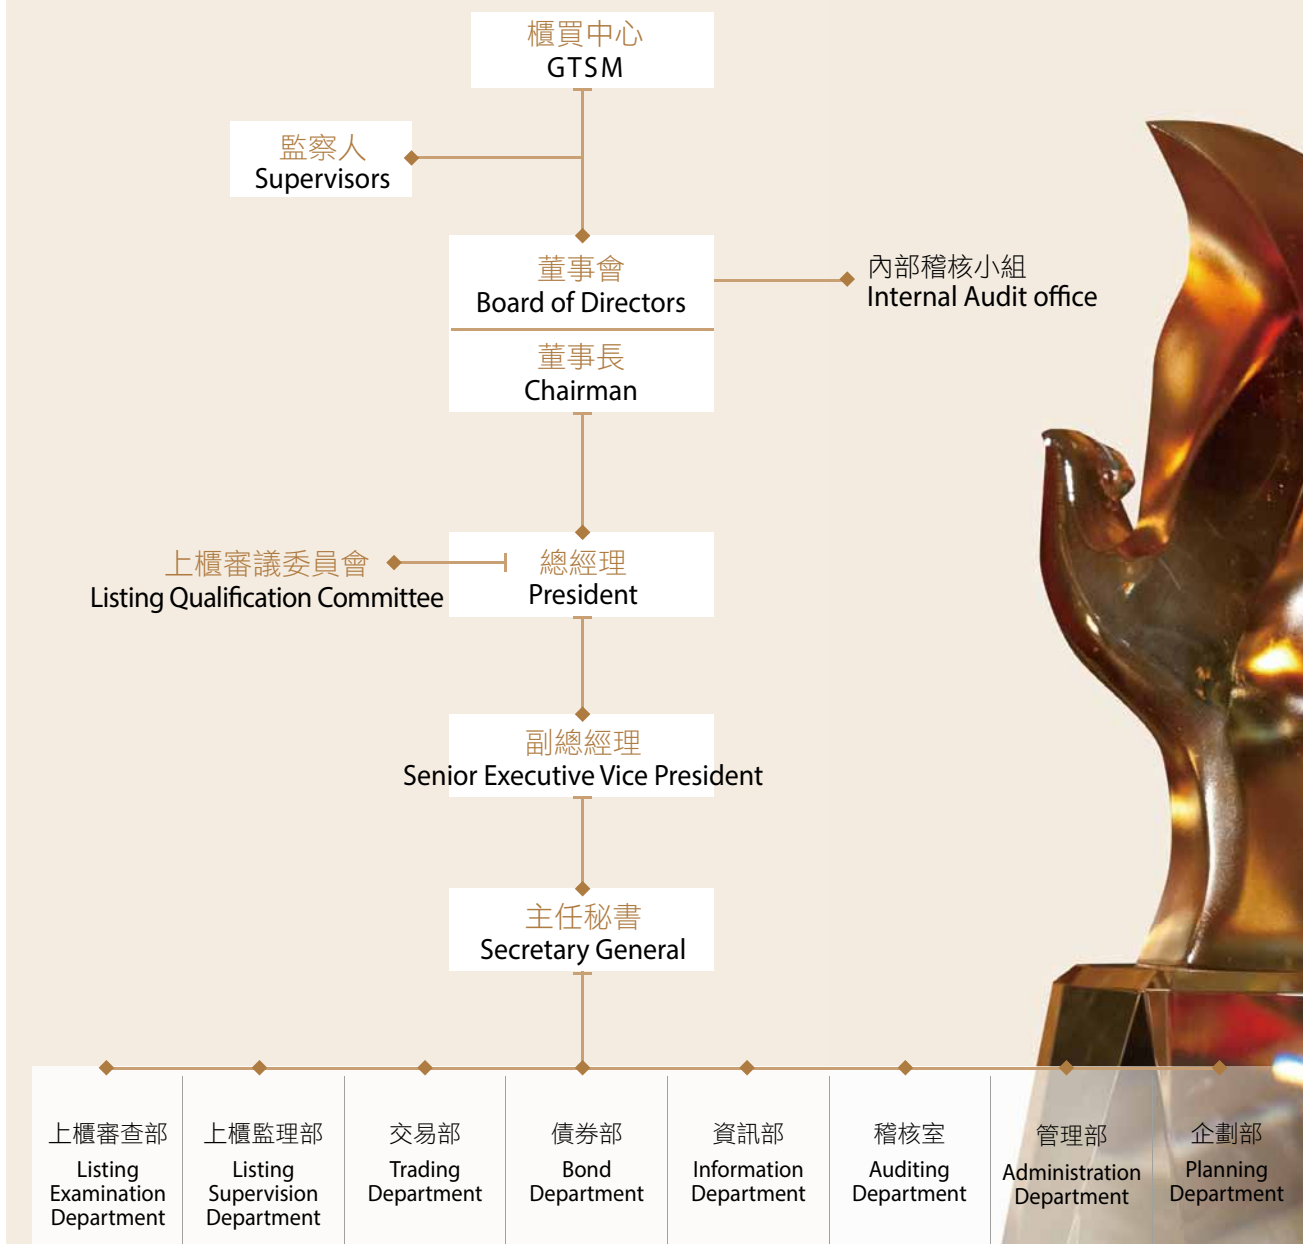 櫃買中心
GTSM
監察人
Supervisors
董事會
Board of Directors
內部稽核小組
Internal Audit office
董事長
Chairman
上櫃審議委員會
Listing Qualification Committee
總經理
President
副總經理
Senior Executive Vice President
主任秘書
Secretary General
上櫃審查部
Listing
Examination
Department
上櫃監理部
Listing
Supervision
Department
交易部
Trading
Department
債券部
Bond
Department
資訊部
Information
Department
稽核室
Auditing
Department
管理部
Administration
Department
企劃部
Planning
Department